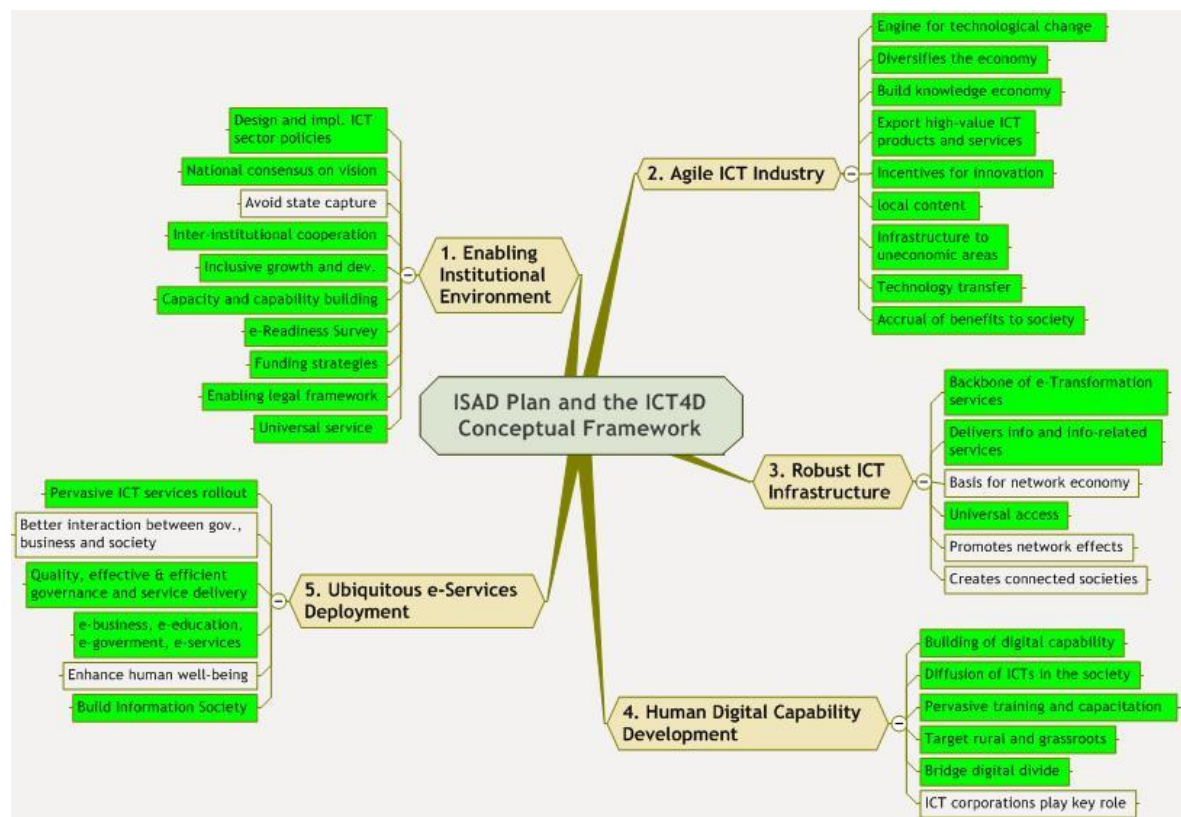 ISAD Plan and the ICT4D
Conceptual Framework
1. Enabling
Institutional
Environment
Design and impl. ICT
sector policies
National consensus on vision
Avoid state capture
Inter-institutional cooperation
Inclusive growth and dev.
Capacity and capability building
e-Readiness Survey
Funding strategies
Enabling legal framework
Universal service
2. Agile ICT Industry
Engine for technological change
Diversifies the economy
Build knowledge economy
Export high-value ICT
products and services
Incentives for innovation
local content
Infrastructure to
uneconomic areas
Technology transfer
Accrual of benefits to society
3. Robust ICT
Infrastructure
Backbone of e-Transformation
services
Delivers info and info-related
services
Basis for network economy
Universal access
Promotes network effects
Creates connected societies
4. Human Digital Capability
Development
Building of digital capability
Diffusion of ICTs in the society
Pervasive training and capacitation
Target rural and grassroots
Bridge digital divide
ICT corporations play key role
5. Ubiquitous e-Services
Deployment
Pervasive ICT services rollout
Better interaction between gov.,
business and society
Quality, effective & efficient
governance and service delivery
e-business, e-education,
e-goverment, e-services
Enhance human well-being
Build Information Society